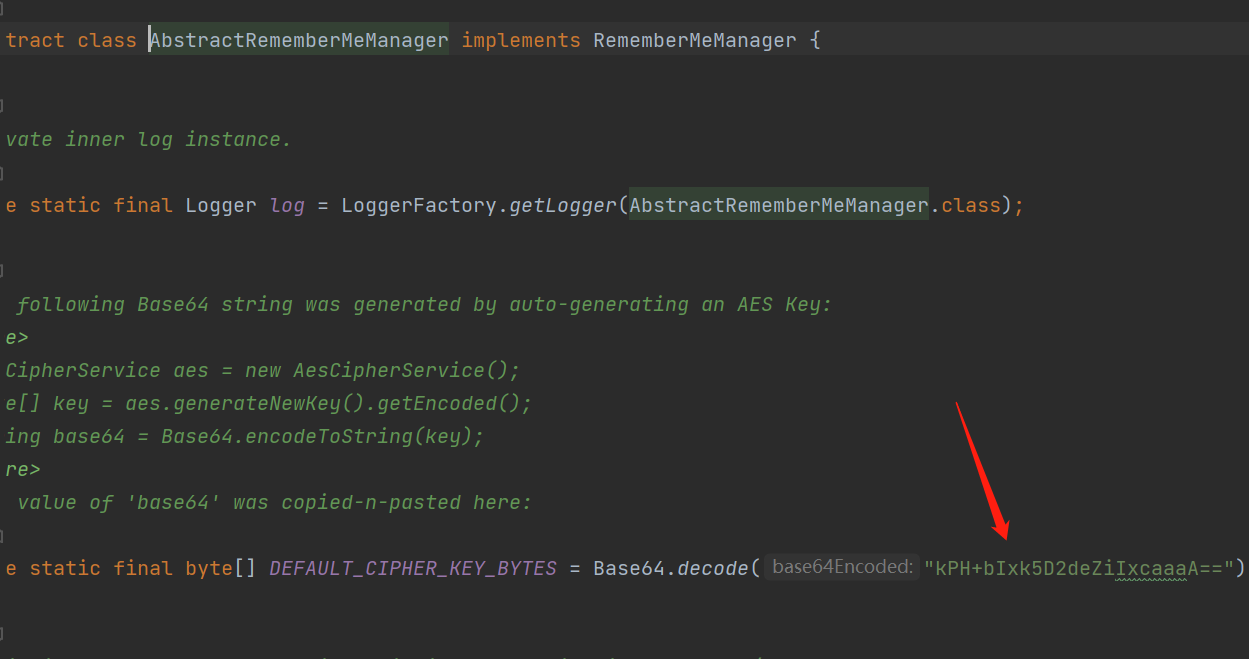 tract class AbstractRememberMeManager implements RememberMeManager {
vate inner log instance.
e static final Logger log = LoggerFactory.getLogger(AbstractRememberMeManager.class);
following Base64 string was generated by auto-generating an AES Key:
e>
CipherService aes = new AesCipherService();
e[] key = aes.generateNewKey().getEncoded();
ing base64 = Base64.encodeToString(key);
re>
value of 'base64' was copied-n-pasted here:
e static final byte[] DEFAULT_CIPHER_KEY_BYTES = Base64.decode( base64Encoded: "kPH+bIxk5D2deZiIxcaaaA==")